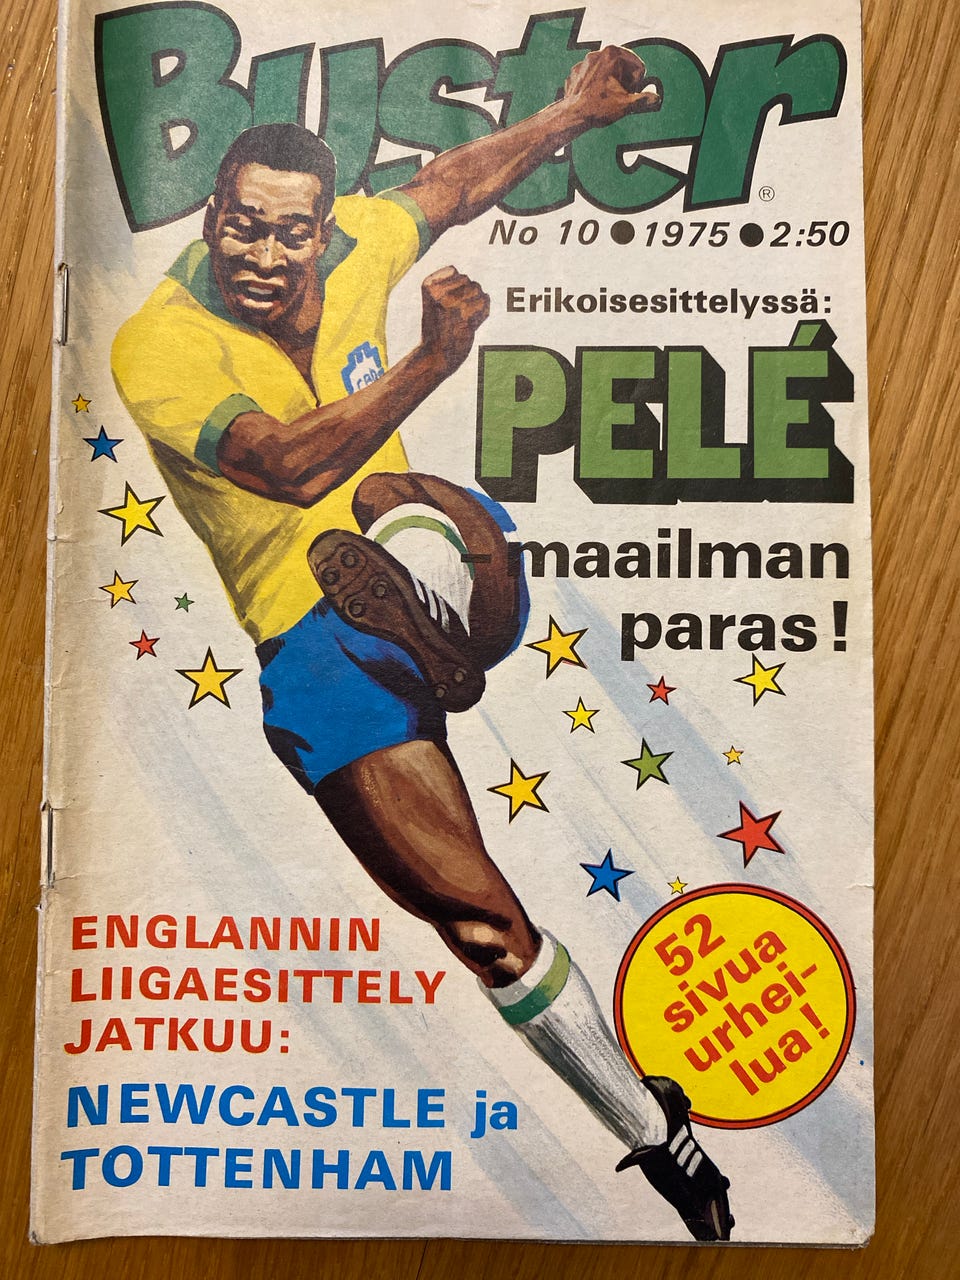 Buster
®
No 10 ● 1975 ● 2:50
Erikoisesittelyssä:
PELÉ
CBD
- maailman
paras!
ENGLANNIN
LIIGAESITTELY
JATKUU:
NEWCASTLE ja
TOTTENHAM
52
sivua
urhei-
lua!